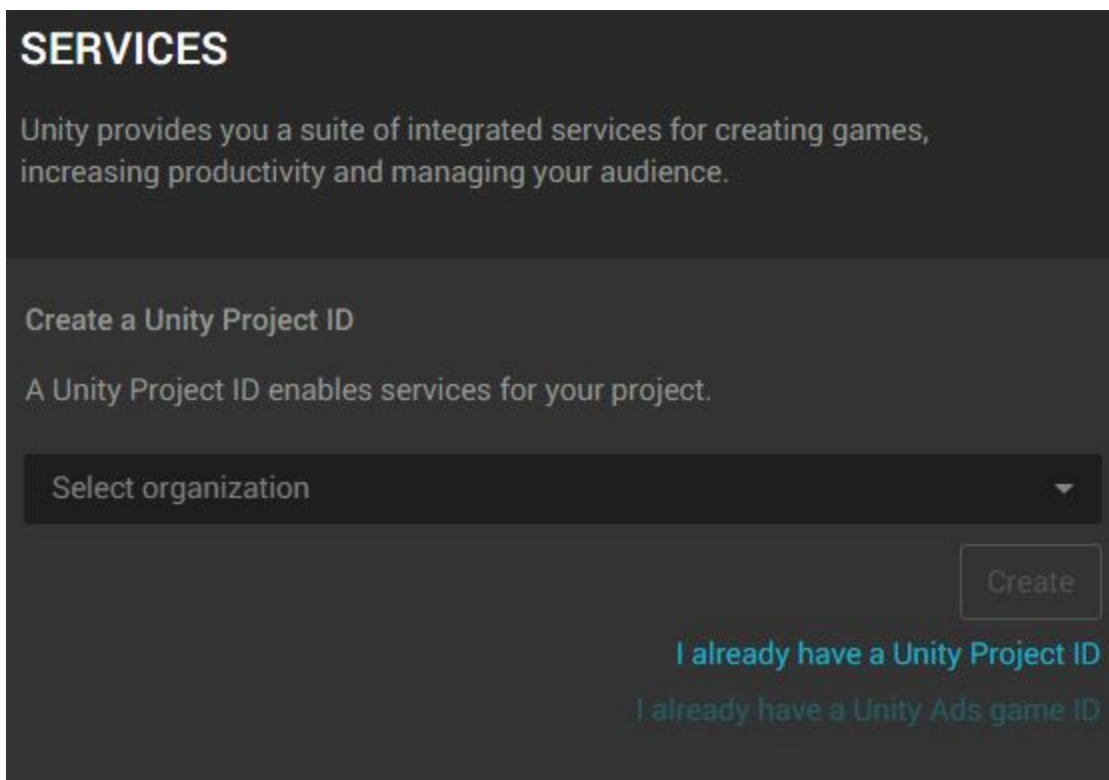 SERVICES
Unity provides you a suite of integrated services for creating games,
increasing productivity and managing your audience.
Create a Unity Project ID
A Unity Project ID enables services for your project.
Select organization
Create
I already have a Unity Project ID
I already have a Unity Ads game ID